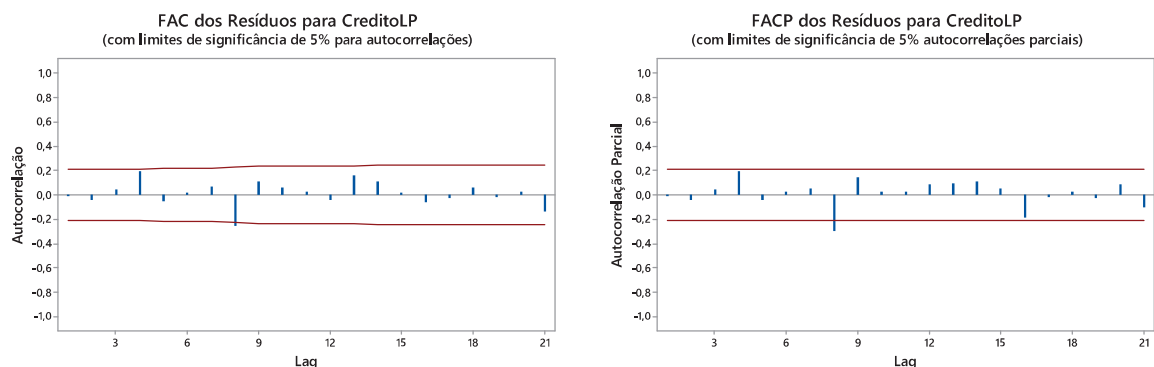 FAC dos Resíduos para CreditoLP
(com limites de significância de 5% para autocorrelações)
1,0
0,8
0,6
0,4
0,2
0,0
-0,2
-0,4
-0,6
-0,8
-1,0
Autocorrelação
3 6 9 12 15 18 21
Lag
FACP dos Resíduos para CreditoLP
(com limites de significância de 5% autocorrelações parciais)
1,0
0,8
0,6
0,4
0,2
0,0
-0,2
-0,4
-0,6
-0,8
-1,0
Autocorrelação Parcial
3 6 9 12 15 18 21
Lag